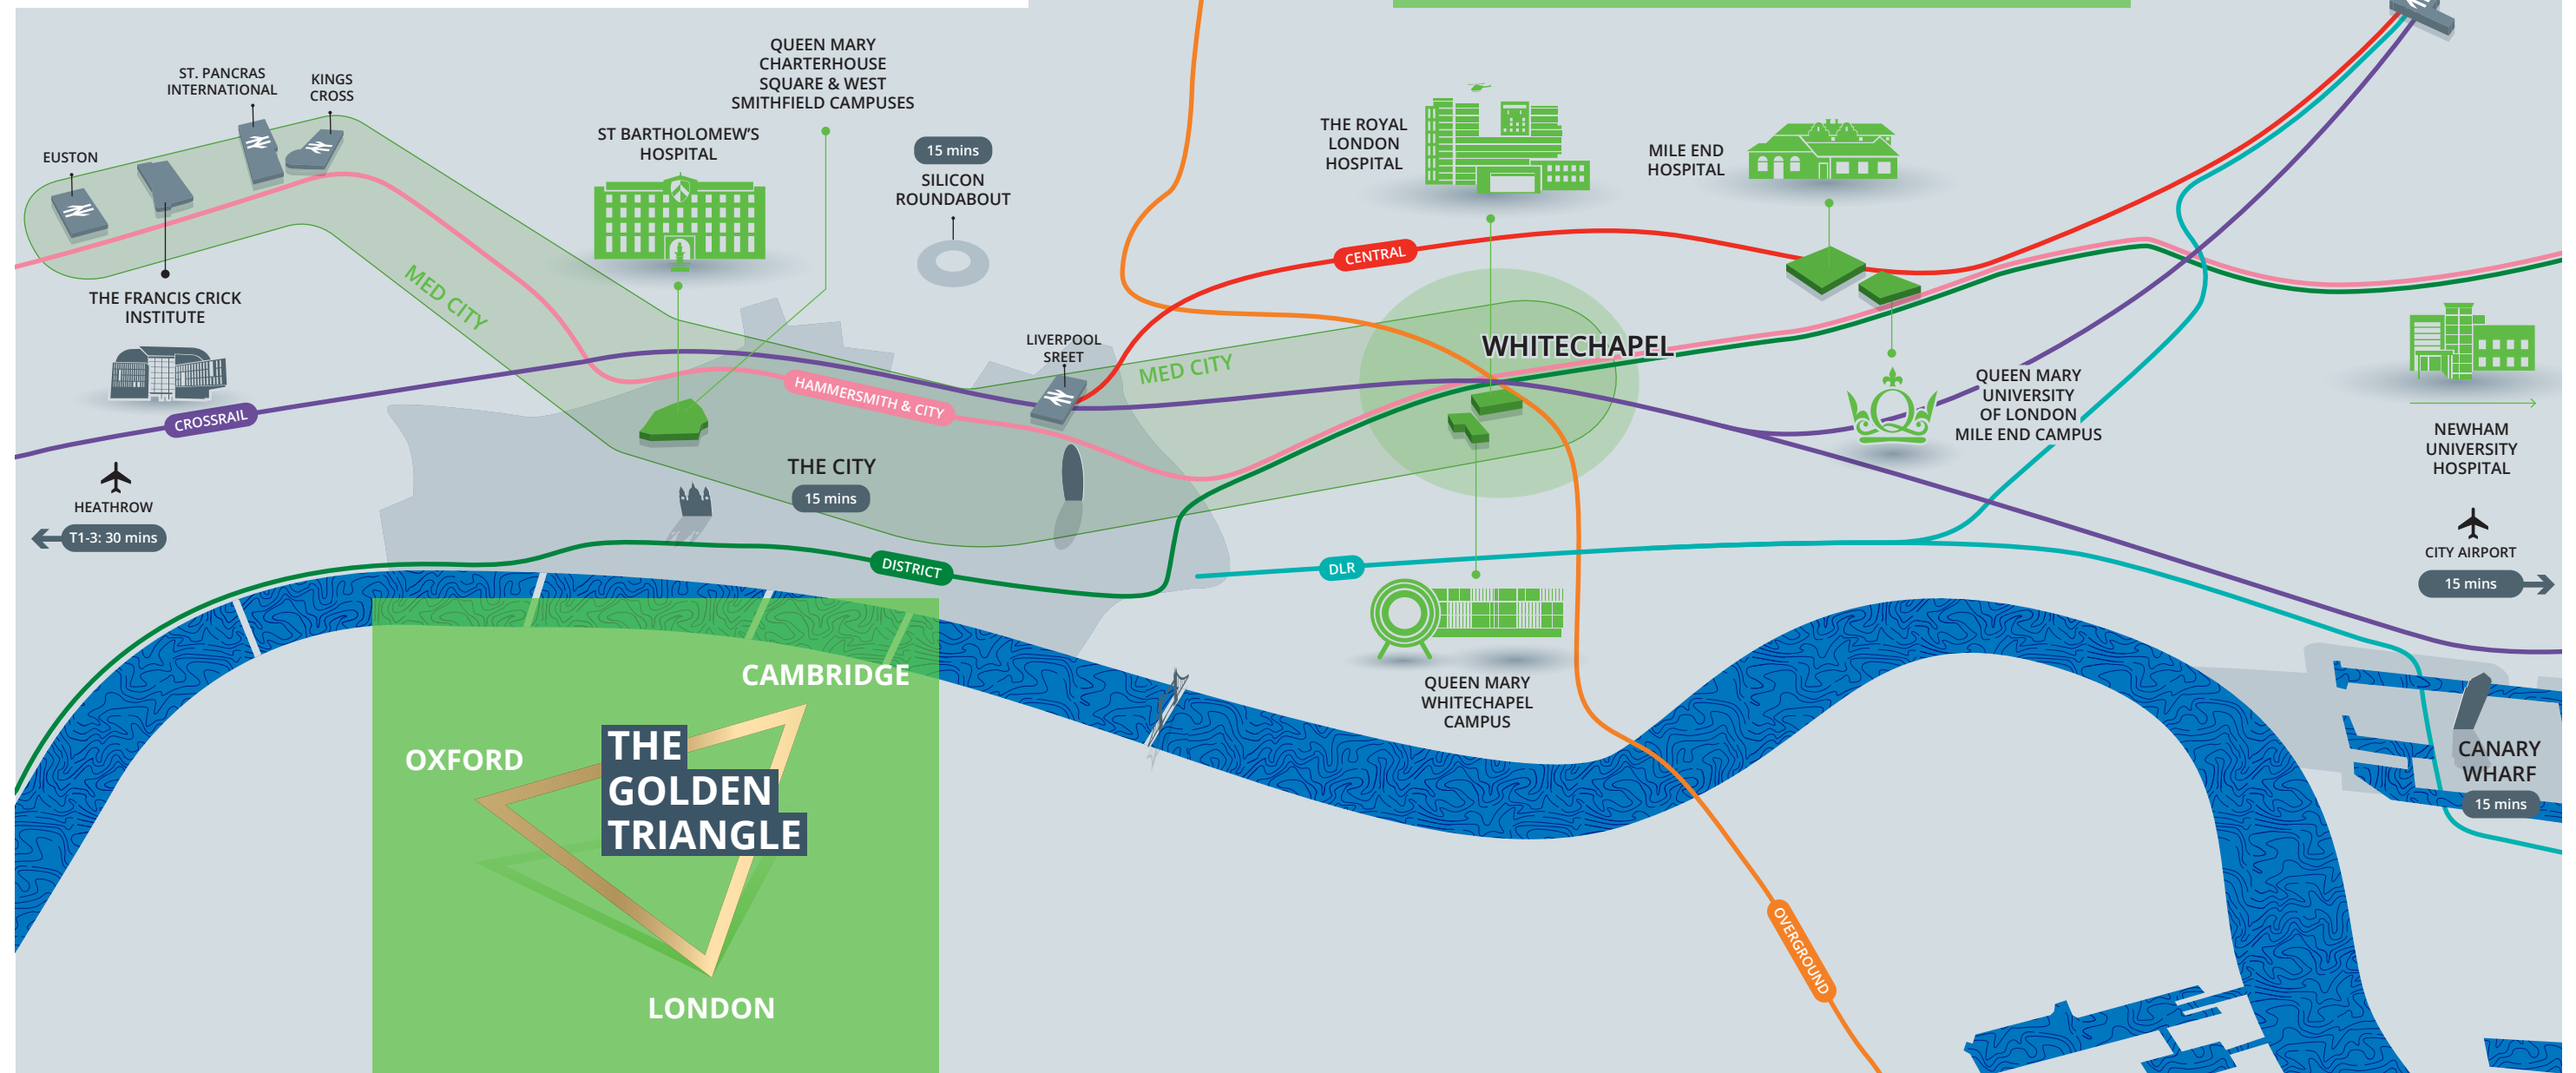 QUEEN MARY
CHARTERHOUSE
SQUARE & WEST
SMITHFIELD CAMPUSES
ST. PANCRAS
INTERNATIONAL
KINGS
CROSS
EUSTON
THE FRANCIS CRICK
INSTITUTE
ST BARTHOLOMEW'S
HOSPITAL
15 mins
SILICON
ROUNDABOUT
THE ROYAL
LONDON
HOSPITAL
MILE END
HOSPITAL
CENTRAL
MED CITY
LIVERPOOL
SREET
MED CITY
WHITECHAPEL
HAMMERSMITH & CITY
CROSSRAIL
QUEEN MARY
UNIVERSITY
OF LONDON
MILE END CAMPUS
NEWHAM
UNIVERSITY
HOSPITAL
THE CITY
15 mins
HEATHROW
T1-3: 30 mins
CITY AIRPORT
15 mins
DISTRICT
DLR
QUEEN MARY
WHITECHAPEL
CAMPUS
CANARY
WHARF
15 mins
OVERGROUND
CAMBRIDGE
OXFORD
THE
GOLDEN
TRIANGLE
LONDON